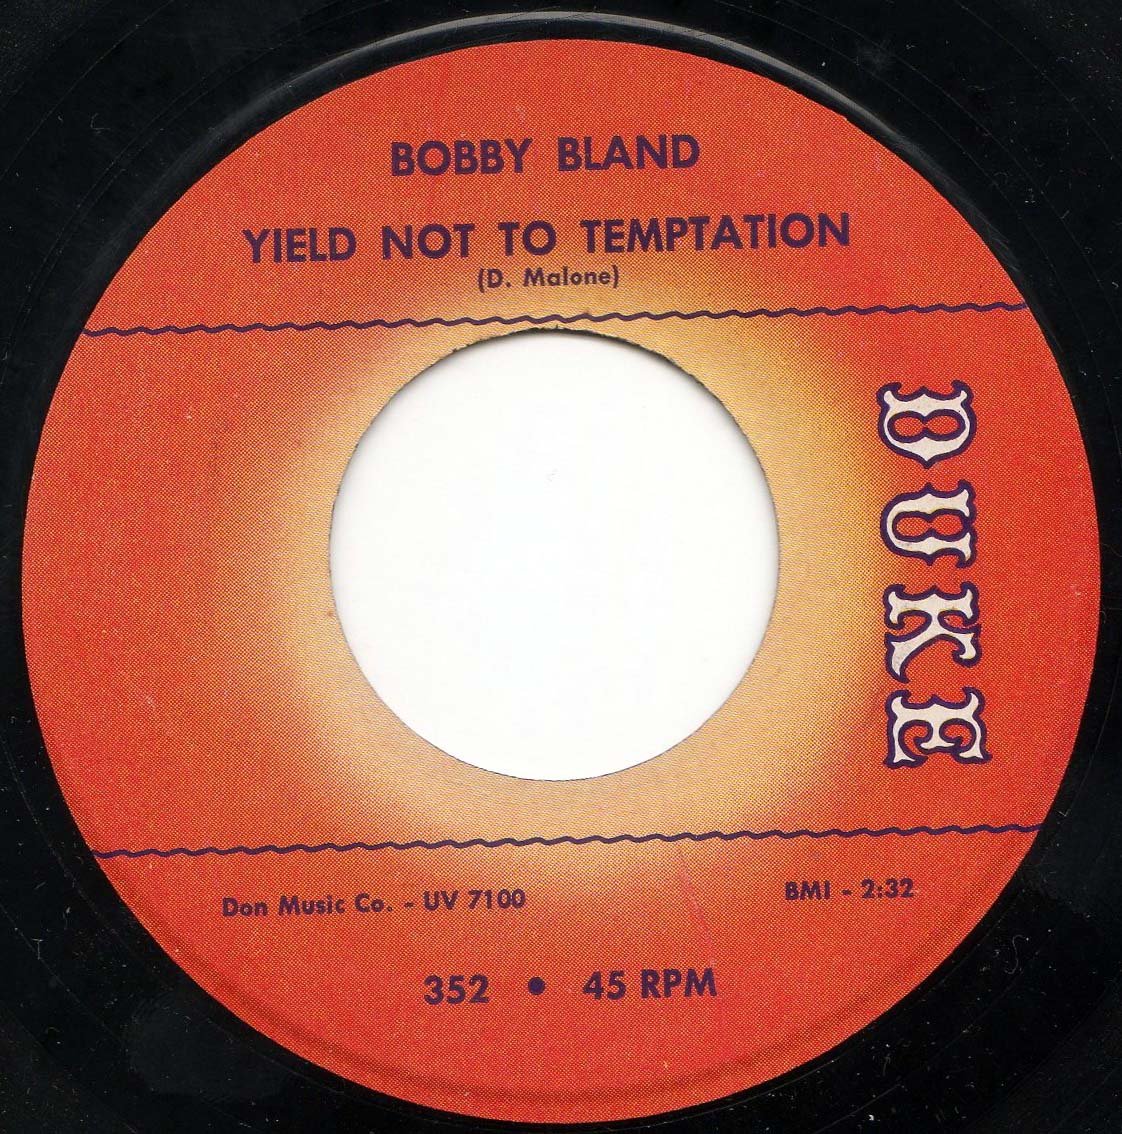 BOBBY BLAND
YIELD NOT TO TEMPTATION
(D. Malone)
DUKE
Don Music Co. - UV 7100
BMI - 2:32
352 • 45 RPM